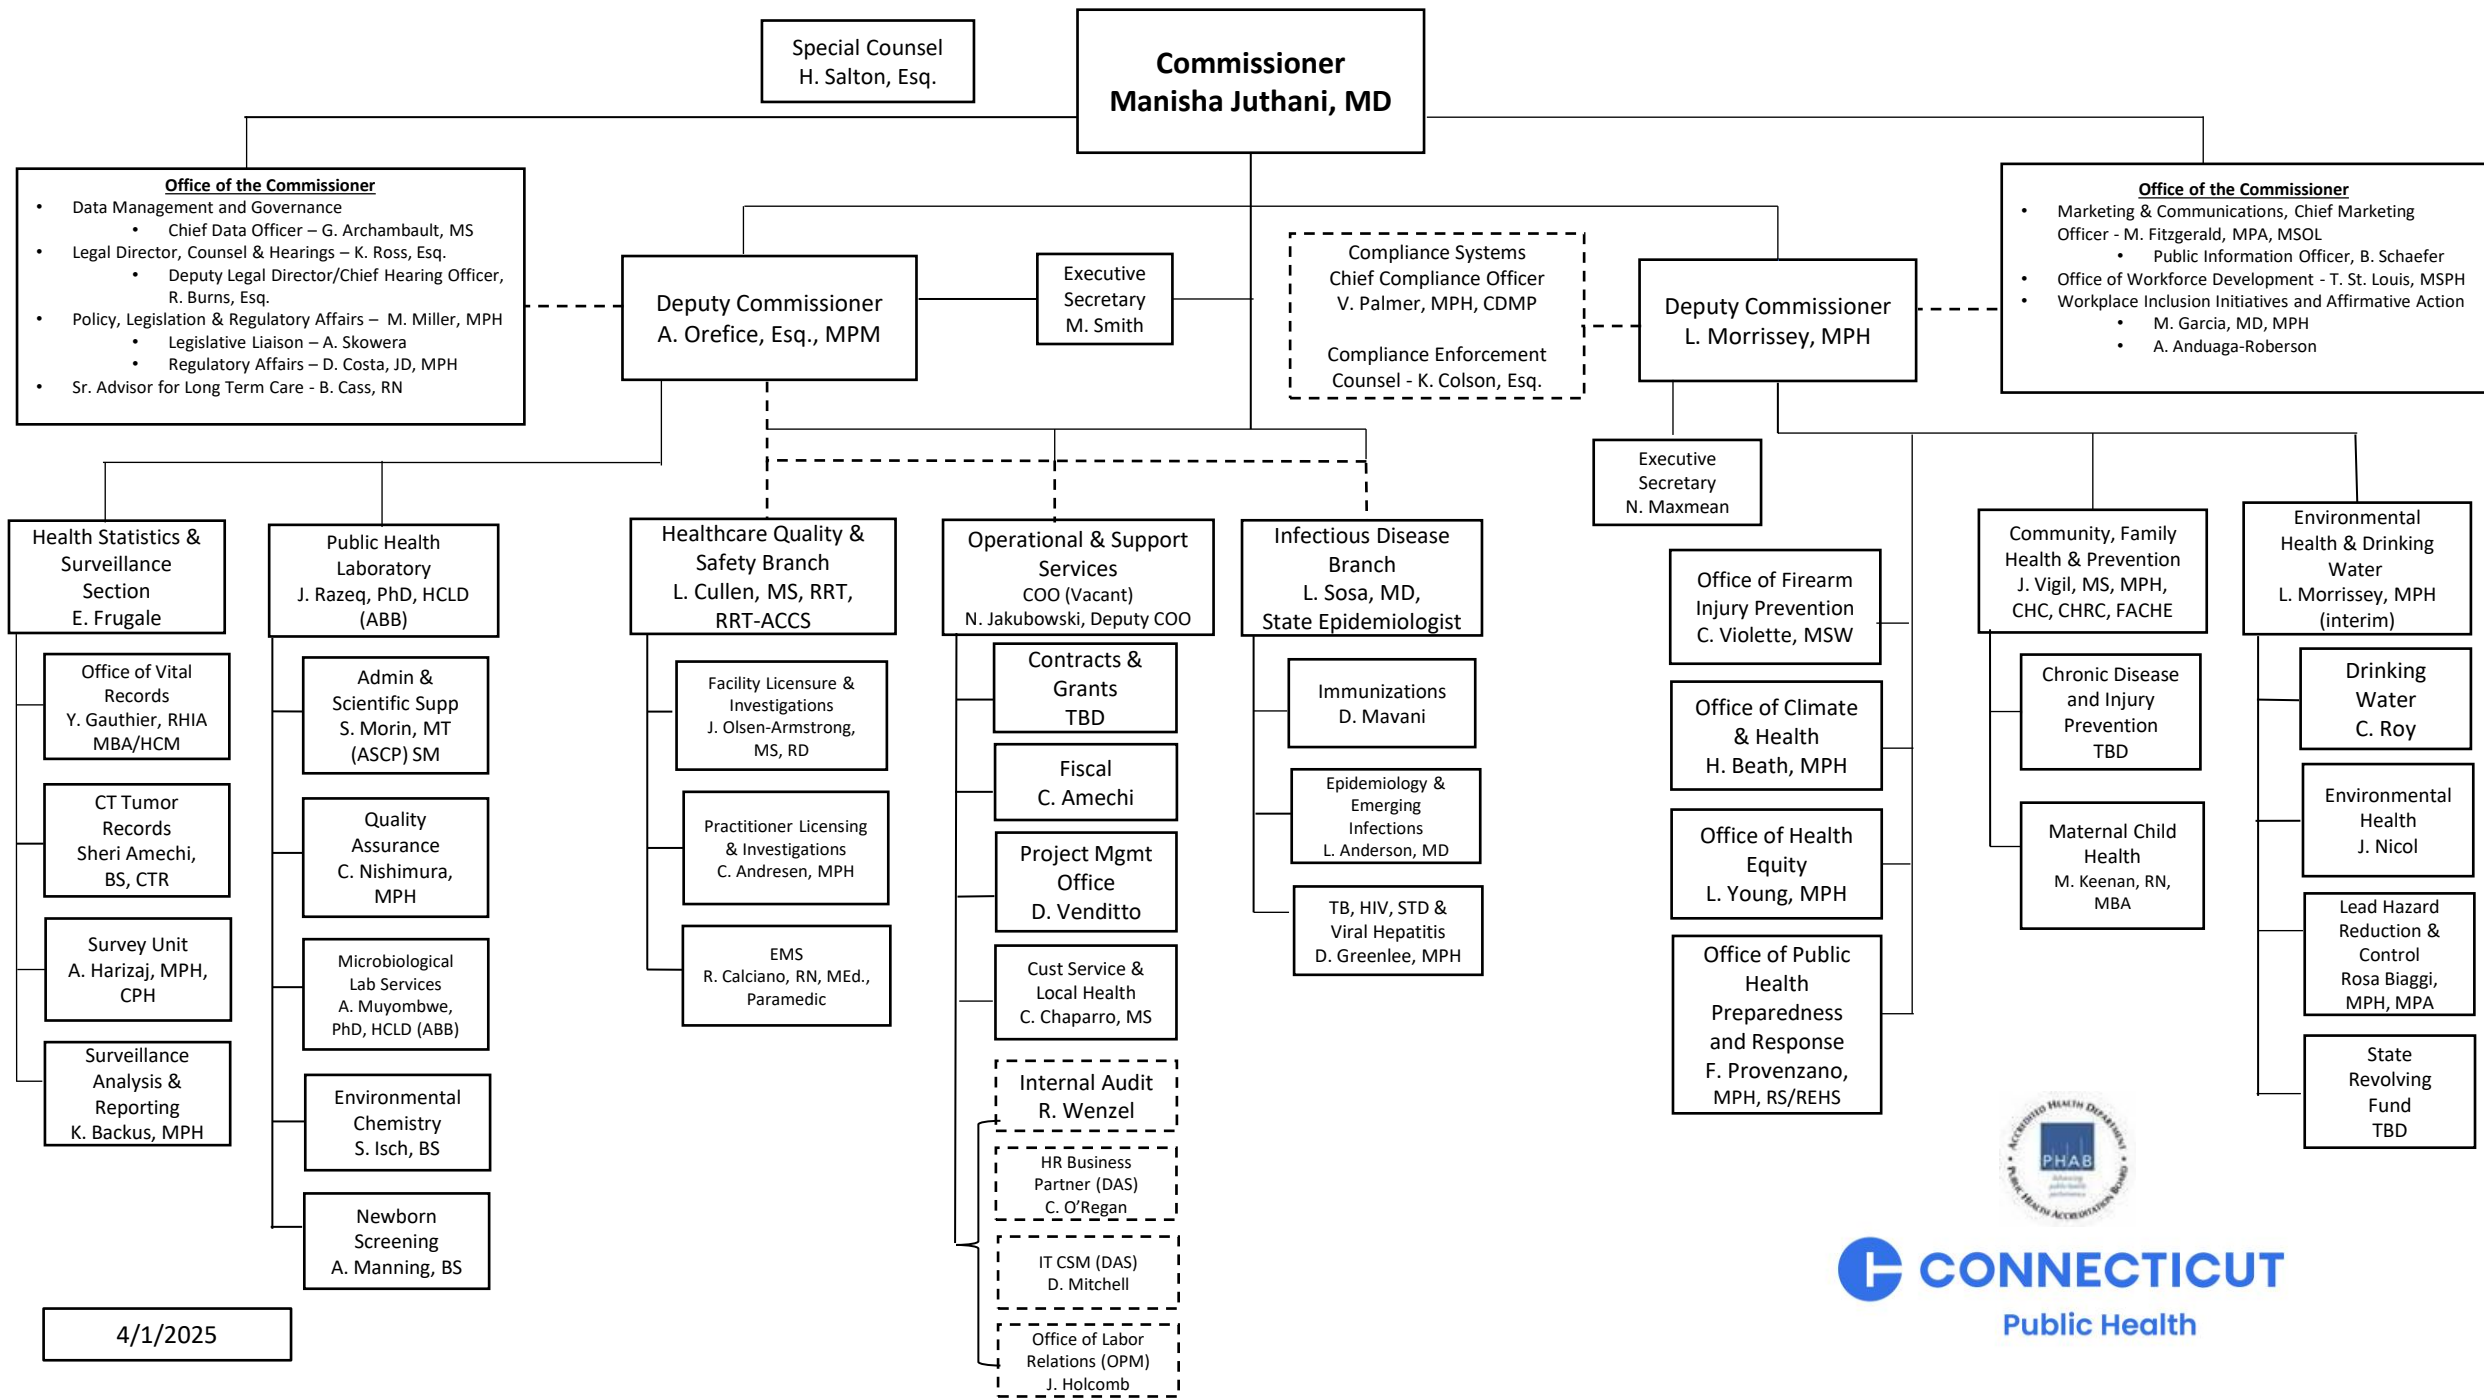 Special Counsel
H. Salton, Esq.
Commissioner
Manisha Juthani, MD
Office of the Commissioner
• Data Management and Governance
• Chief Data Officer – G. Archambault, MS
• Legal Director, Counsel & Hearings – K. Ross, Esq.
• Deputy Legal Director/Chief Hearing Officer,
R. Burns, Esq.
• Policy, Legislation & Regulatory Affairs – M. Miller, MPH
• Legislative Liaison – A. Skowera
• Regulatory Affairs – D. Costa, JD, MPH
• Sr. Advisor for Long Term Care - B. Cass, RN
Deputy Commissioner
A. Orefice, Esq., MPM
Executive
Secretary
M. Smith
Compliance Systems
Chief Compliance Officer
V. Palmer, MPH, CDMP
Compliance Enforcement
Counsel - K. Colson, Esq.
Deputy Commissioner
L. Morrissey, MPH
Office of the Commissioner
• Marketing & Communications, Chief Marketing
Officer - M. Fitzgerald, MPA, MSOL
• Public Information Officer, B. Schaefer
• Office of Workforce Development - T. St. Louis, MSPH
• Workplace Inclusion Initiatives and Affirmative Action
• M. Garcia, MD, MPH
• A. Anduaga-Roberson
Executive
Secretary
N. Maxmean
Health Statistics &
Surveillance
Section
E. Frugale
Office of Vital
Records
Y. Gauthier, RHIA
MBA/HCM
CT Tumor
Records
Sheri Amechi,
BS, CTR
Survey Unit
A. Harizaj, MPH,
CPH
Surveillance
Analysis &
Reporting
K. Backus, MPH
Public Health
Laboratory
J. Razeq, PhD, HCLD
(ABB)
Admin &
Scientific Supp
S. Morin, MT
(ASCP) SM
Quality
Assurance
C. Nishimura,
MPH
Microbiological
Lab Services
A. Muyombwe,
PhD, HCLD (ABB)
Environmental
Chemistry
S. Isch, BS
Newborn
Screening
A. Manning, BS
Healthcare Quality &
Safety Branch
L. Cullen, MS, RRT,
RRT-ACCS
Facility Licensure &
Investigations
J. Olsen-Armstrong,
MS, RD
Practitioner Licensing
& Investigations
C. Andresen, MPH
EMS
R. Calciano, RN, MEd.,
Paramedic
Operational & Support
Services
COO (Vacant)
N. Jakubowski, Deputy COO
Contracts &
Grants
TBD
Fiscal
C. Amechi
Project Mgmt
Office
D. Venditto
Cust Service &
Local Health
C. Chaparro, MS
Internal Audit
R. Wenzel
HR Business
Partner (DAS)
C. O’Regan
IT CSM (DAS)
D. Mitchell
Office of Labor
Relations (OPM)
J. Holcomb
Infectious Disease
Branch
L. Sosa, MD,
State Epidemiologist
Immunizations
D. Mavani
Epidemiology &
Emerging
Infections
L. Anderson, MD
TB, HIV, STD &
Viral Hepatitis
D. Greenlee, MPH
Office of Firearm
Injury Prevention
C. Violette, MSW
Office of Climate
& Health
H. Beath, MPH
Office of Health
Equity
L. Young, MPH
Office of Public
Health
Preparedness
and Response
F. Provenzano,
MPH, RS/REHS
Community, Family
Health & Prevention
J. Vigil, MS, MPH,
CHC, CHRC, FACHE
Chronic Disease
and Injury
Prevention
TBD
Maternal Child
Health
M. Keenan, RN,
MBA
Environmental
Health & Drinking
Water
L. Morrissey, MPH
(interim)
Drinking
Water
C. Roy
Environmental
Health
J. Nicol
Lead Hazard
Reduction &
Control
Rosa Biaggi,
MPH, MPA
State
Revolving
Fund
TBD
ACCREDITED HEALTH DEPARTMENT
PUBLIC HEALTH ACCREDITATION BOARD
PHAB
CONNECTICUT
Public Health
4/1/2025